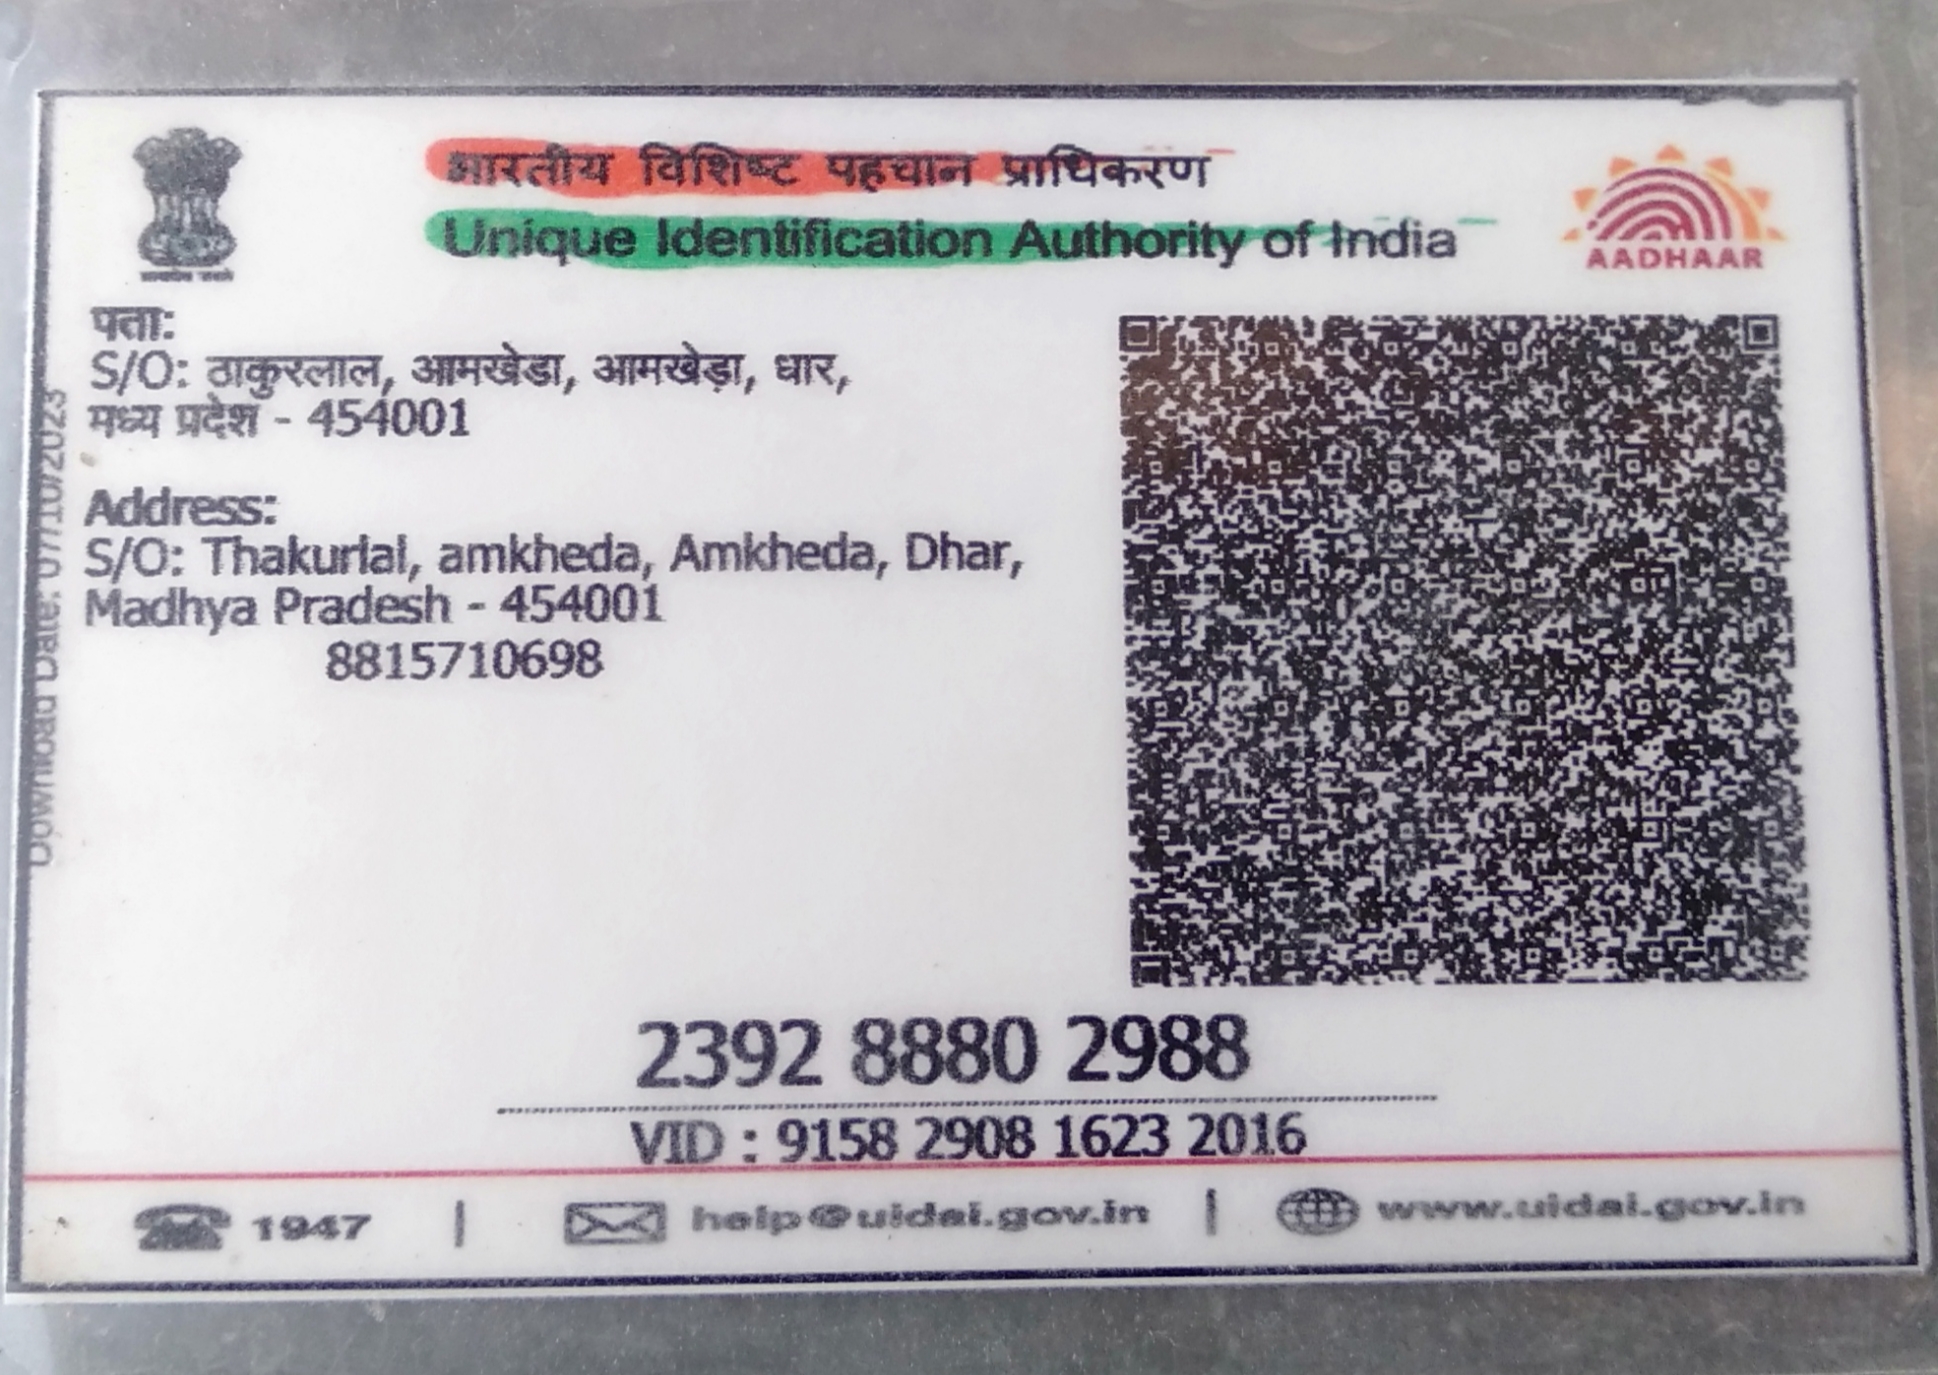 भारतीय विशिष्ट पहचान प्राधिकरण
Unique Identification Authority of India
AADHAAR
पता:
S/O: ठाकुरलाल, आमखेडा, आमखेड़ा, धार,
मध्य प्रदेश - 454001
Address:
S/O: Thakurlal, amkheda, Amkheda, Dhar,
Madhya Pradesh - 454001
8815710698
Download Date: 07/10/2023
2392 8880 2988
VID : 9158 2908 1623 2016
1947 | help@uidai.gov.in | www.uidai.gov.in